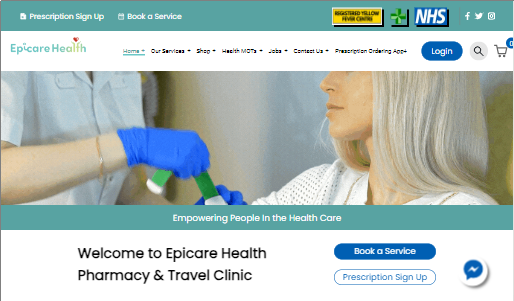 Prescription Sign Up
Book a Service
REGISTERED YELLOW
FEVER CENTRE
NHS
Epicare Health
Home
Our Services
Shop
Health MOTs
Jobs
Contact Us
Prescription Ordering App
Login
0
Empowering People In the Health Care
Welcome to Epicare Health
Pharmacy & Travel Clinic
Book a Service
Prescription Sign Up